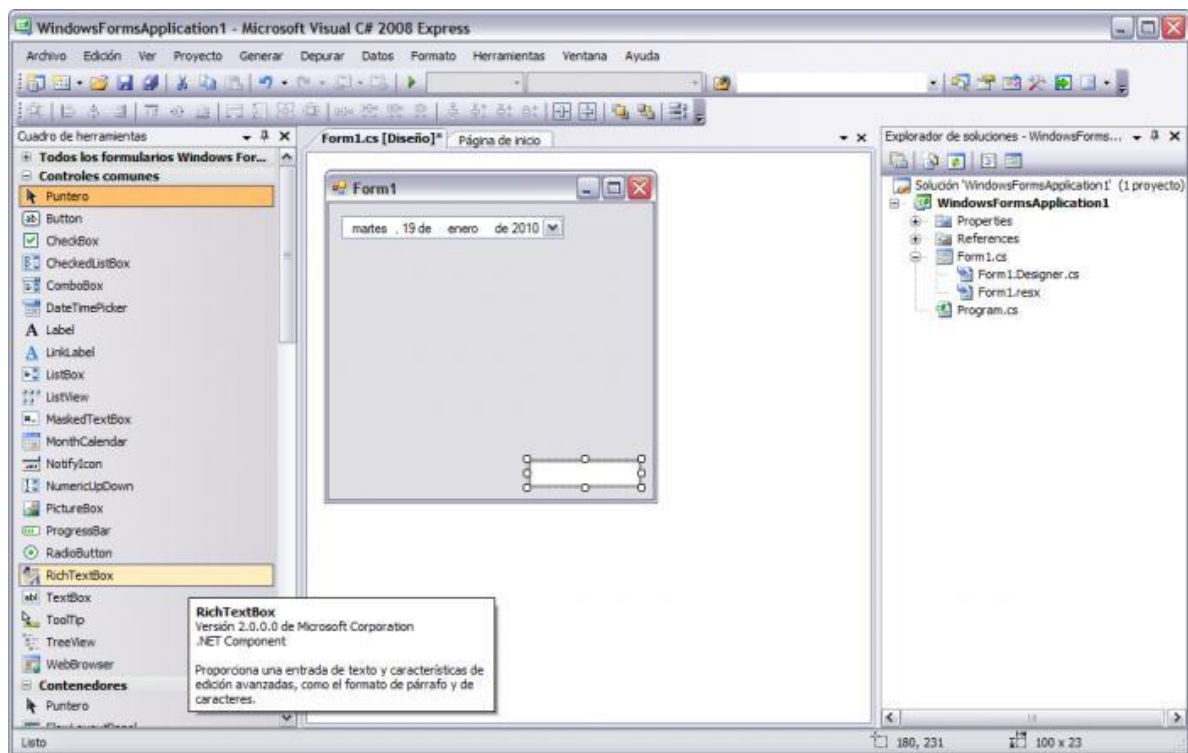 WindowsFormsApplication1 - Microsoft Visual C# 2008 Express
Archivo Edición Ver Proyecto Generar Depurar Datos Formato Herramientas Ventana Ayuda
Cuadro de herramientas
Todos los formularios Windows For...
Controles comunes
Puntero
Button
CheckBox
CheckedListBox
ComboBox
DateTimePicker
Label
LinkLabel
ListBox
ListView
MaskedTextBox
MonthCalendar
NotifyIcon
NumericUpDown
PictureBox
ProgressBar
RadioButton
RichTextBox
TextBox
ToolTip
TreeView
WebBrowser
Contenedores
Puntero
Form1.cs [Diseño]* Página de inicio
Form1
martes , 19 de enero de 2010
RichTextBox
Versión 2.0.0.0 de Microsoft Corporation
.NET Component
Proporciona una entrada de texto y características de
edición avanzadas, como el formato de párrafo y de
caracteres.
Explorador de soluciones - WindowsForms...
Solución 'WindowsFormsApplication1' (1 proyecto)
WindowsFormsApplication1
Properties
References
Form1.cs
Form1.Designer.cs
Form1.resx
Program.cs
Listo
180, 231
100 x 23